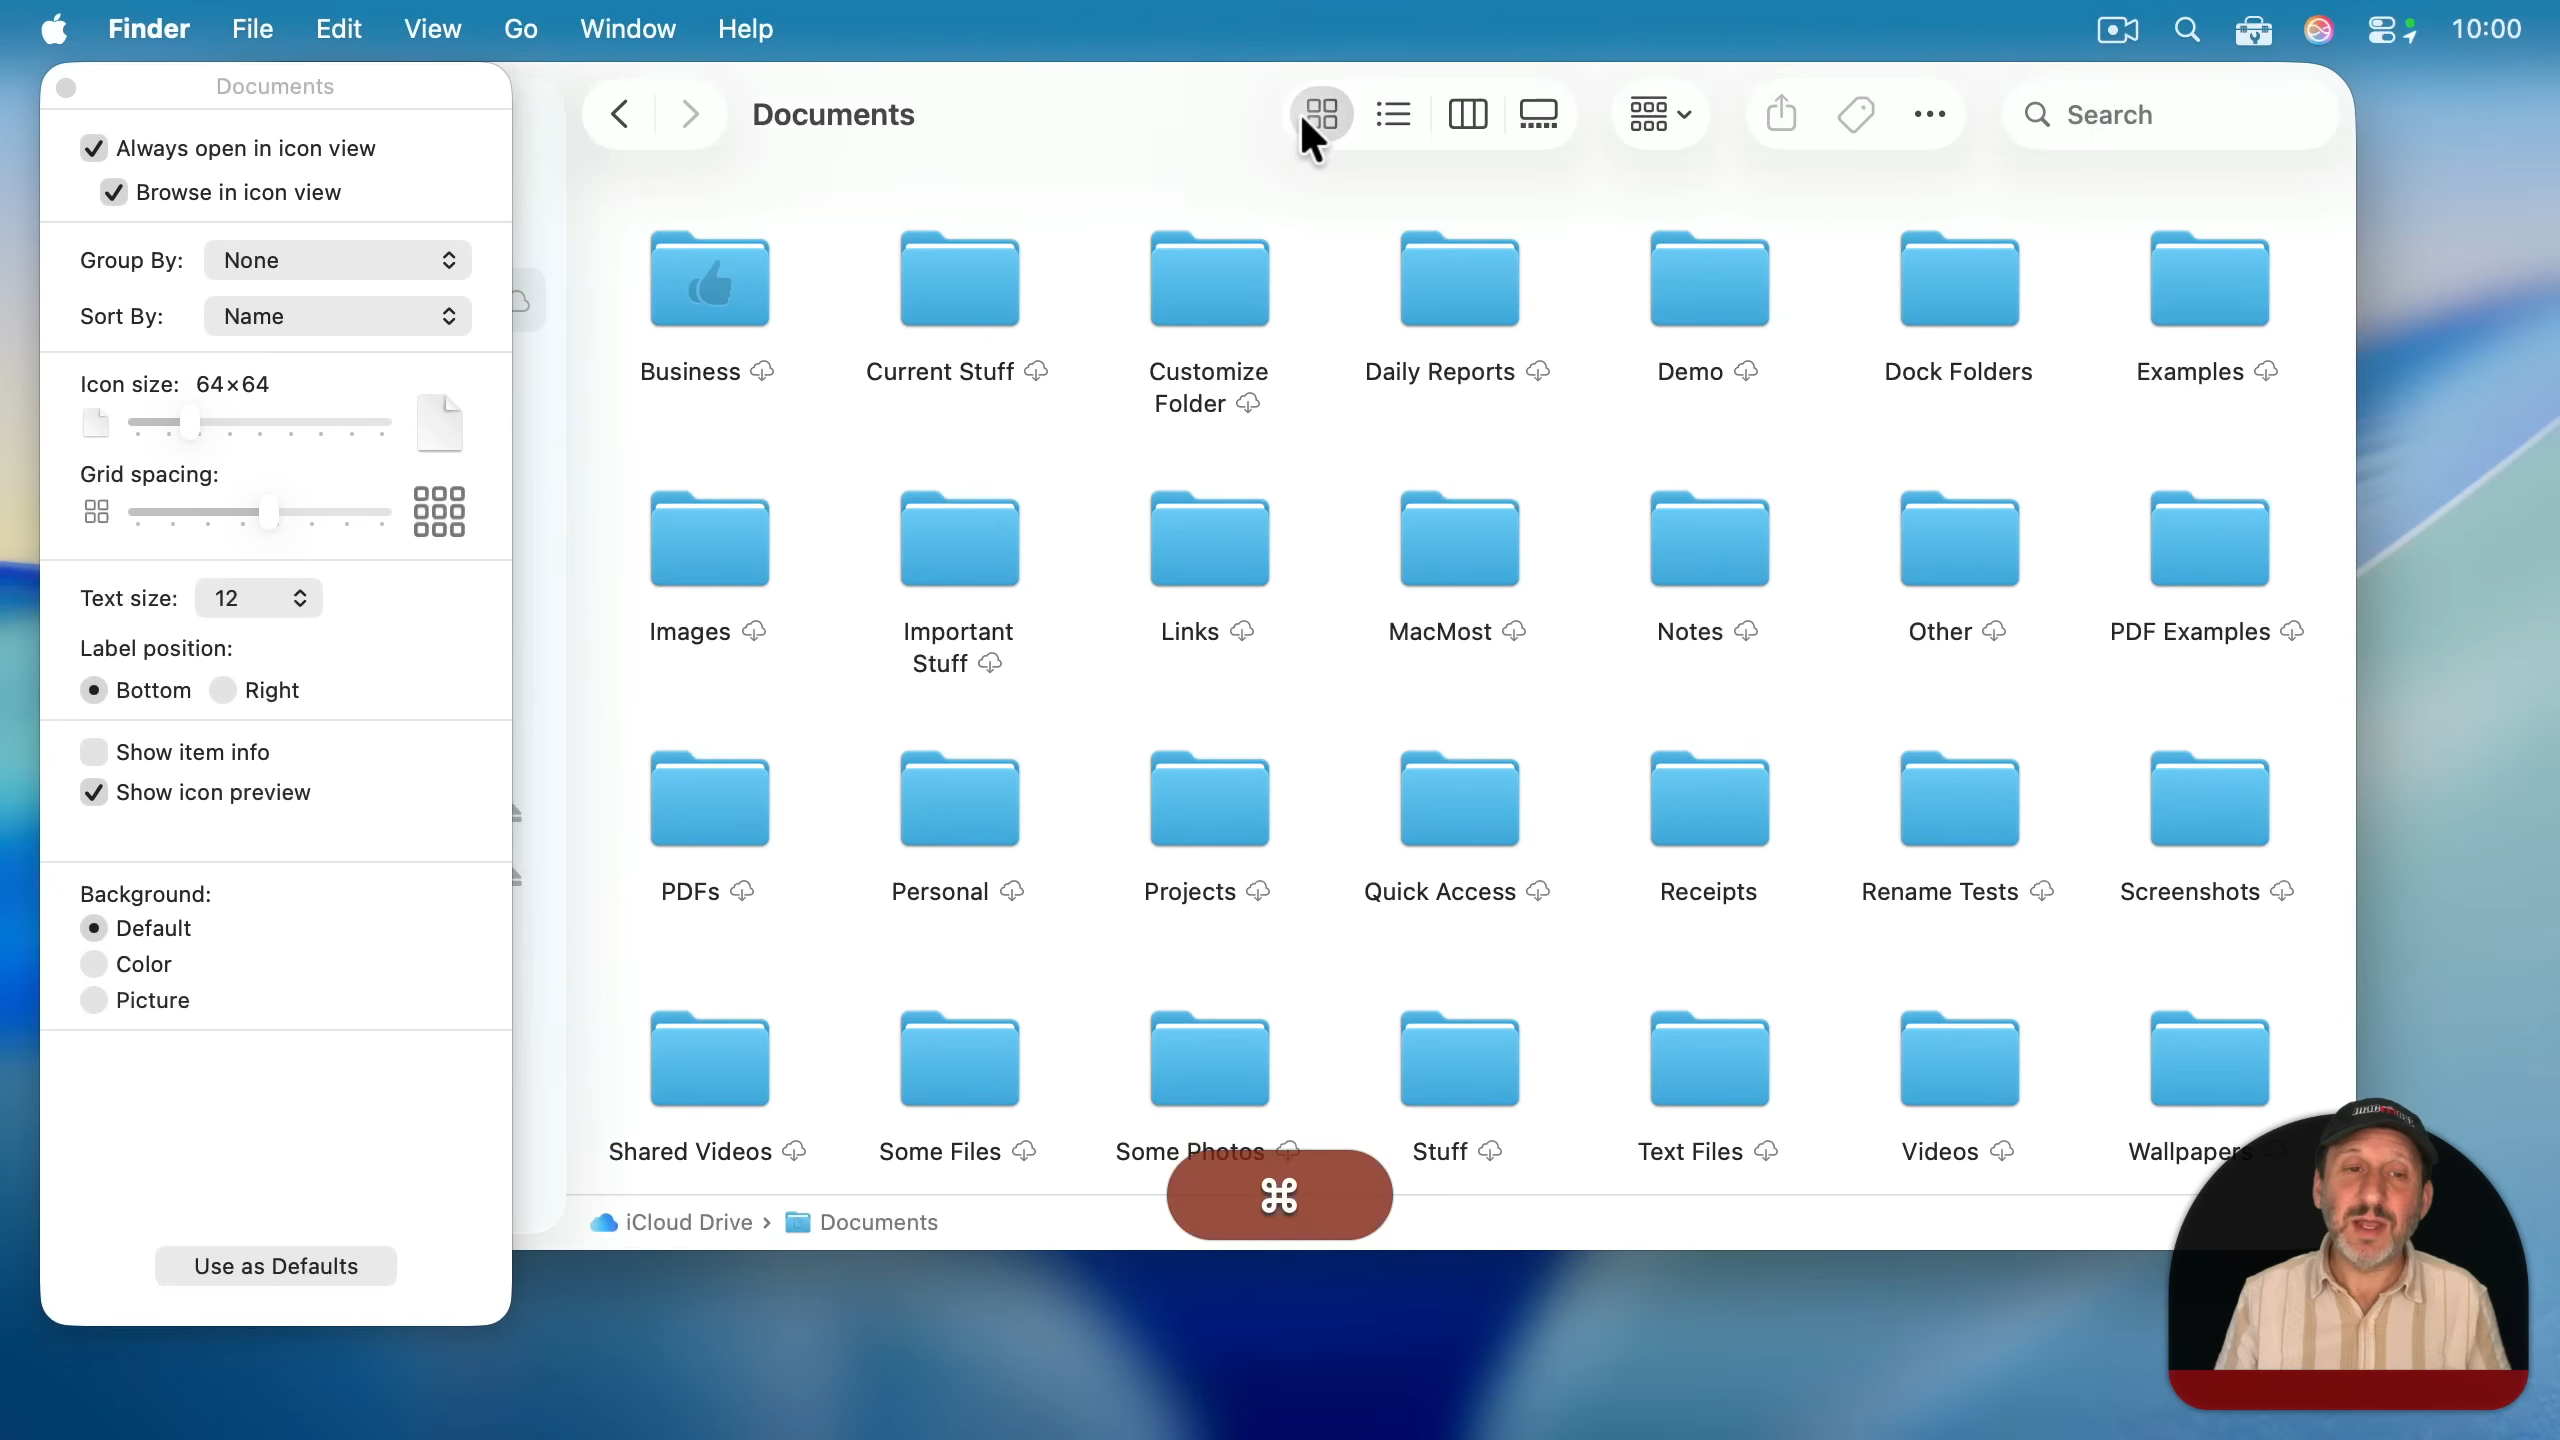 Finder File Edit View Go Window Help 10:00
Documents
Always open in icon view
Browse in icon view
Group By: None
Sort By: Name
Icon size: 64×64
Grid spacing:
Text size: 12
Label position:
Bottom Right
Show item info
Show icon preview
Background:
Default
Color
Picture
Use as Defaults
Documents
Search
Business Current Stuff Customize Folder Daily Reports Demo Dock Folders Examples
Images Important Stuff Links MacMost Notes Other PDF Examples
PDFs Personal Projects Quick Access Receipts Rename Tests Screenshots
Shared Videos Some Files Some Photos Stuff Text Files Videos Wallpapers
⌘
iCloud Drive › Documents